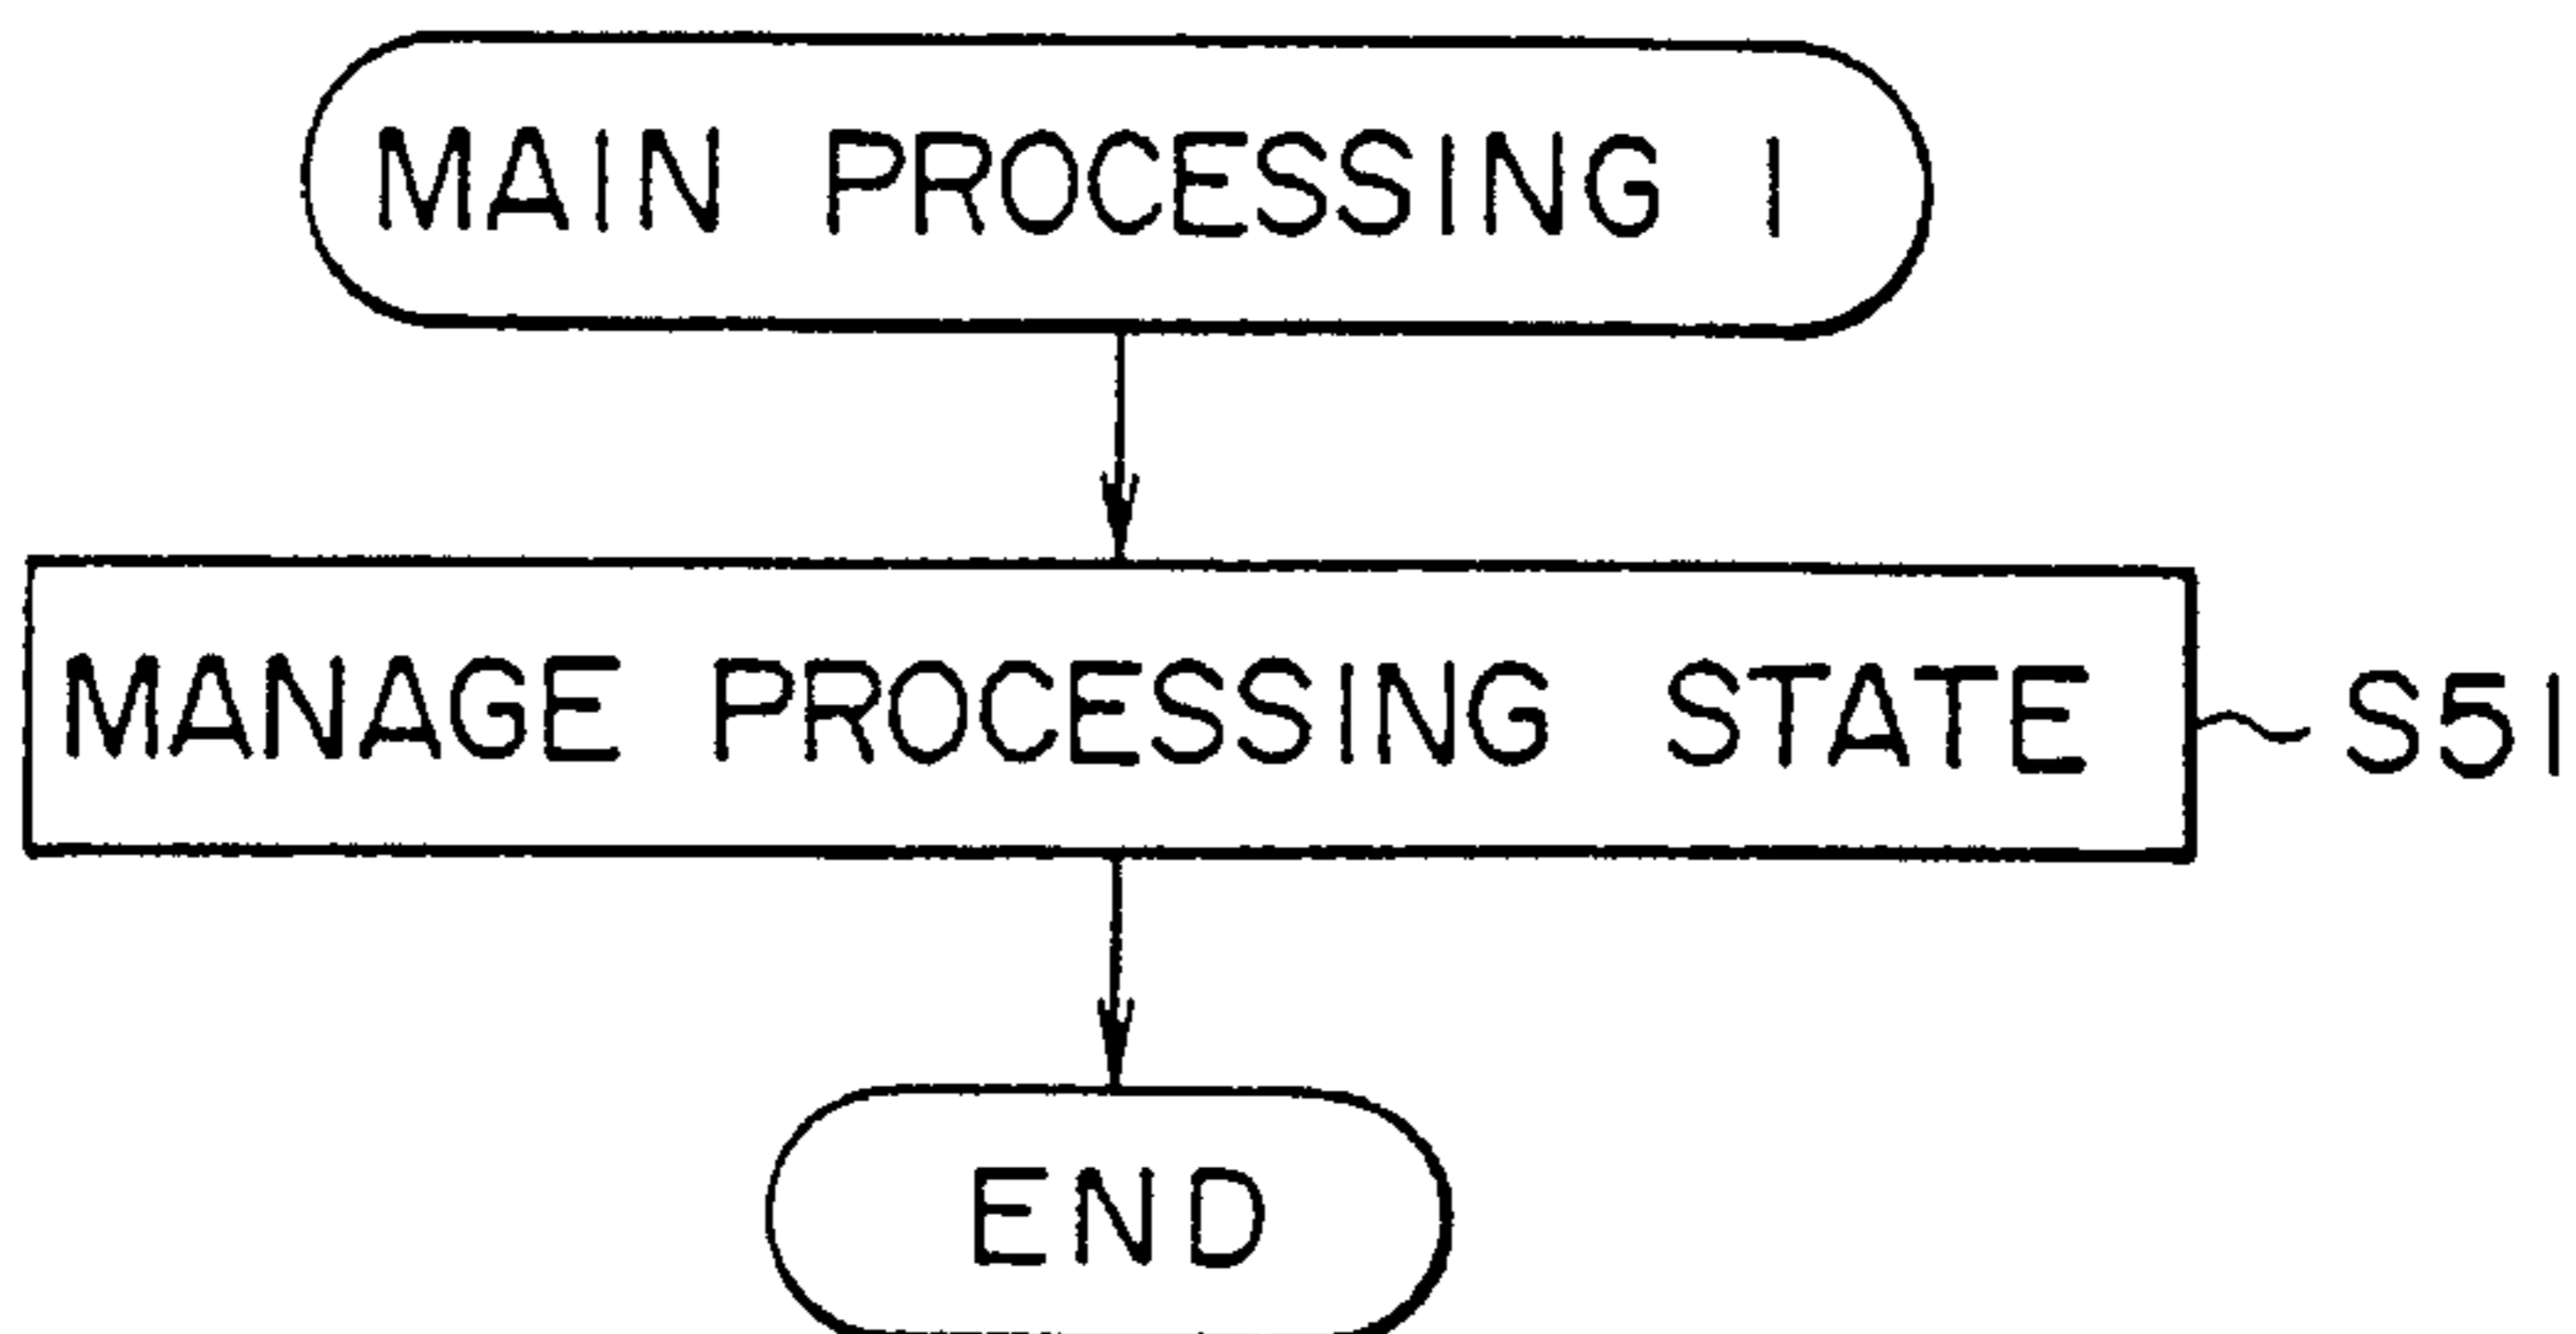 MAIN PROCESSING 1
MANAGE PROCESSING STATE
S51
END